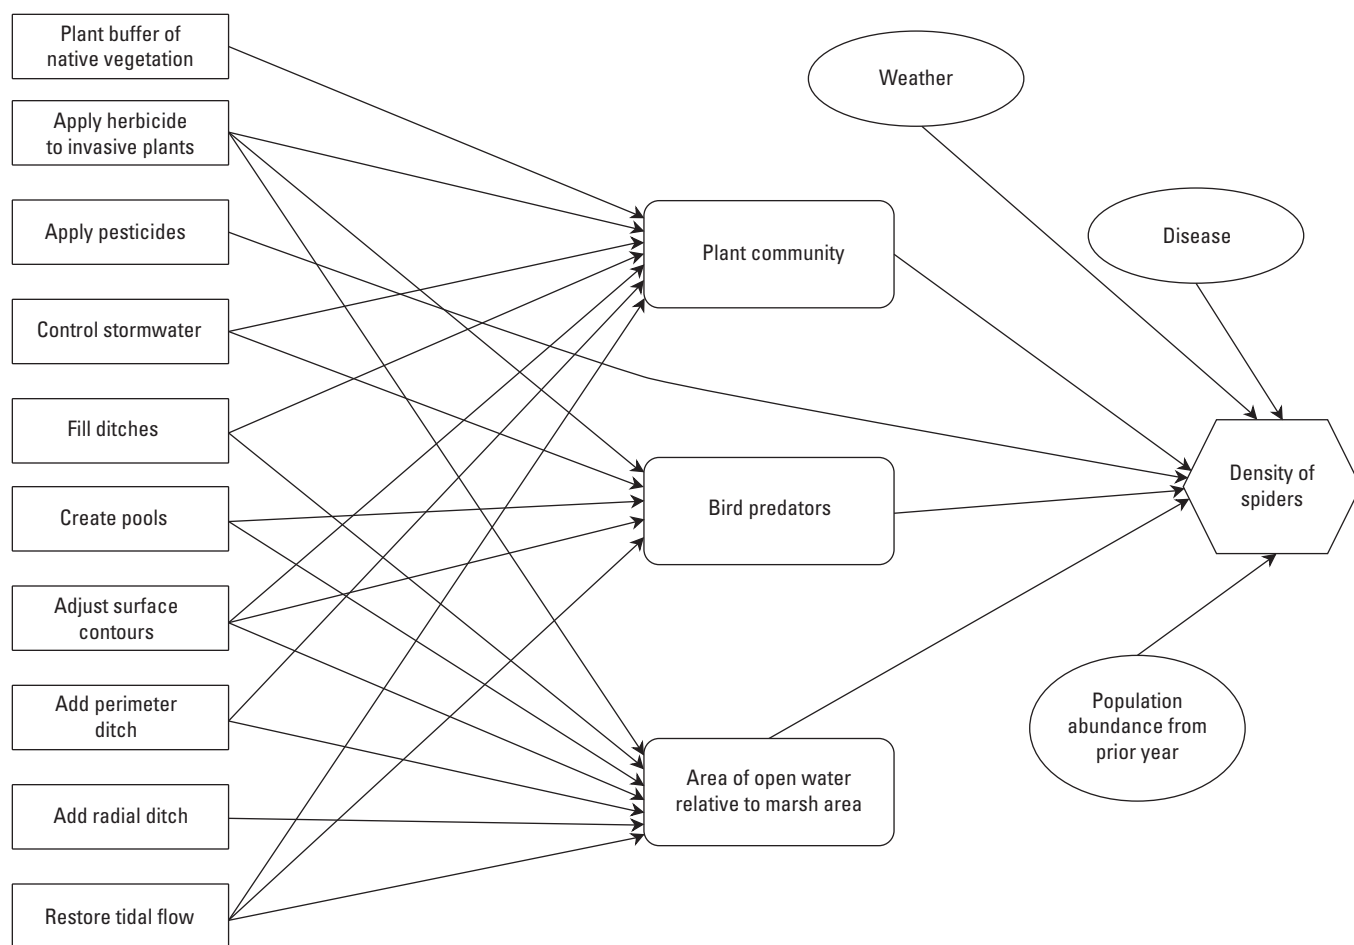 Plant buffer of
native vegetation
Apply herbicide
to invasive plants
Apply pesticides
Control stormwater
Fill ditches
Create pools
Adjust surface
contours
Add perimeter
ditch
Add radial ditch
Restore tidal flow
Plant community
Bird predators
Area of open water
relative to marsh area
Weather
Disease
Density of
spiders
Population
abundance from
prior year